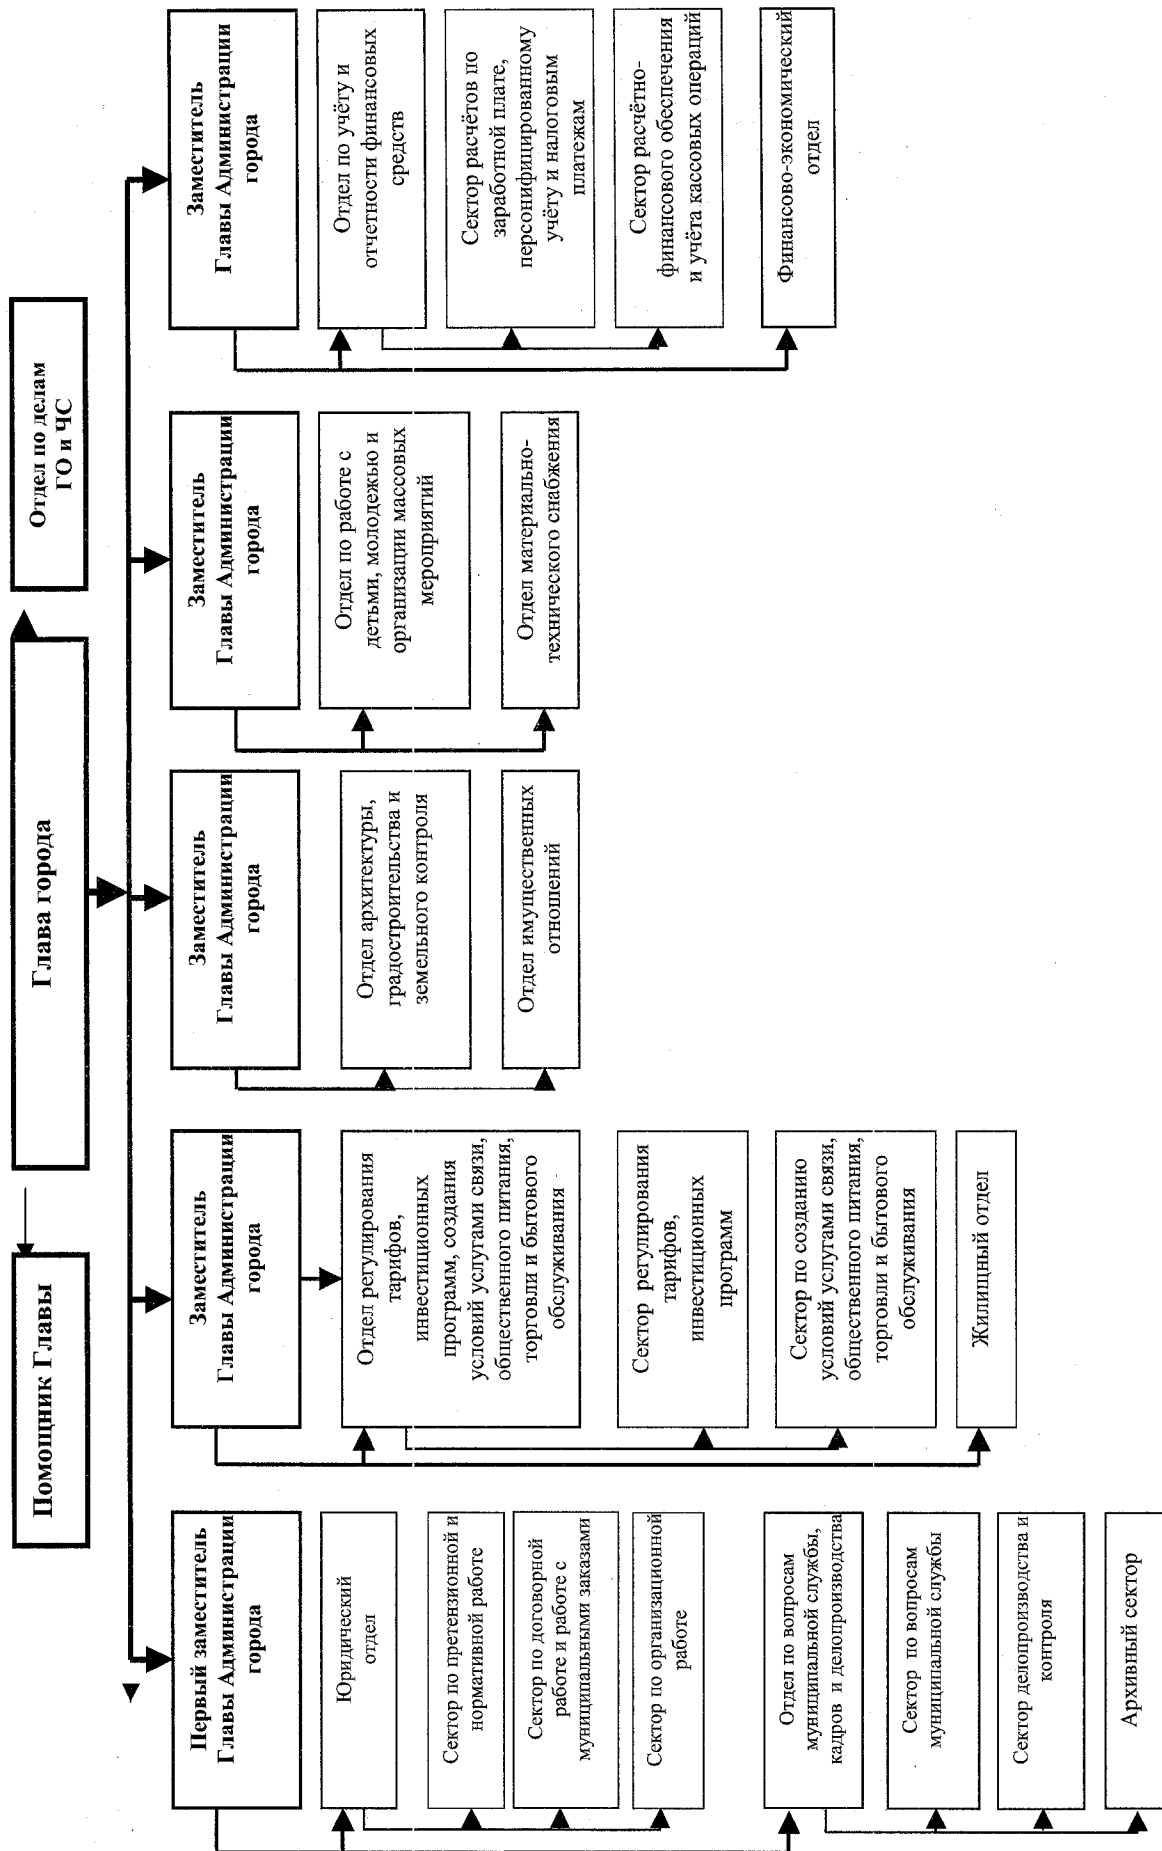 Помощник Главы
Глава города
Отдел по делам
ГО и ЧС
Первый заместитель
Главы Администрации
города
Юридический
отдел
Сектор по претензионной и
нормативной работе
Сектор по договорной
работе и работе с
муниципальными заказами
Сектор по организационной
работе
Отдел по вопросам
муниципальной службы,
кадров и делопроизводства
Сектор по вопросам
муниципальной службы
Сектор делопроизводства и
контроля
Архивный сектор
Заместитель
Главы Администрации
города
Отдел регулирования
тарифов,
инвестиционных
программ, создания
условий услугами связи,
общественного питания,
торговли и бытового
обслуживания
Сектор регулирования
тарифов,
инвестиционных
программ
Сектор по созданию
условий услугами связи,
общественного питания,
торговли и бытового
обслуживания
Жилищный отдел
Заместитель
Главы Администрации
города
Отдел архитектуры,
градостроительства и
земельного контроля
Отдел имущественных
отношений
Заместитель
Главы Администрации
города
Отдел по работе с
детьми, молодежью и
организации массовых
мероприятий
Отдел материально-
технического снабжения
Заместитель
Главы Администрации
города
Отдел по учёту и
отчетности финансовых
средств
Сектор расчётов по
заработной плате,
персонифицированному
учёту и налоговым
платежам
Сектор расчётно-
финансового обеспечения
и учёта кассовых операций
Финансово-экономический
отдел